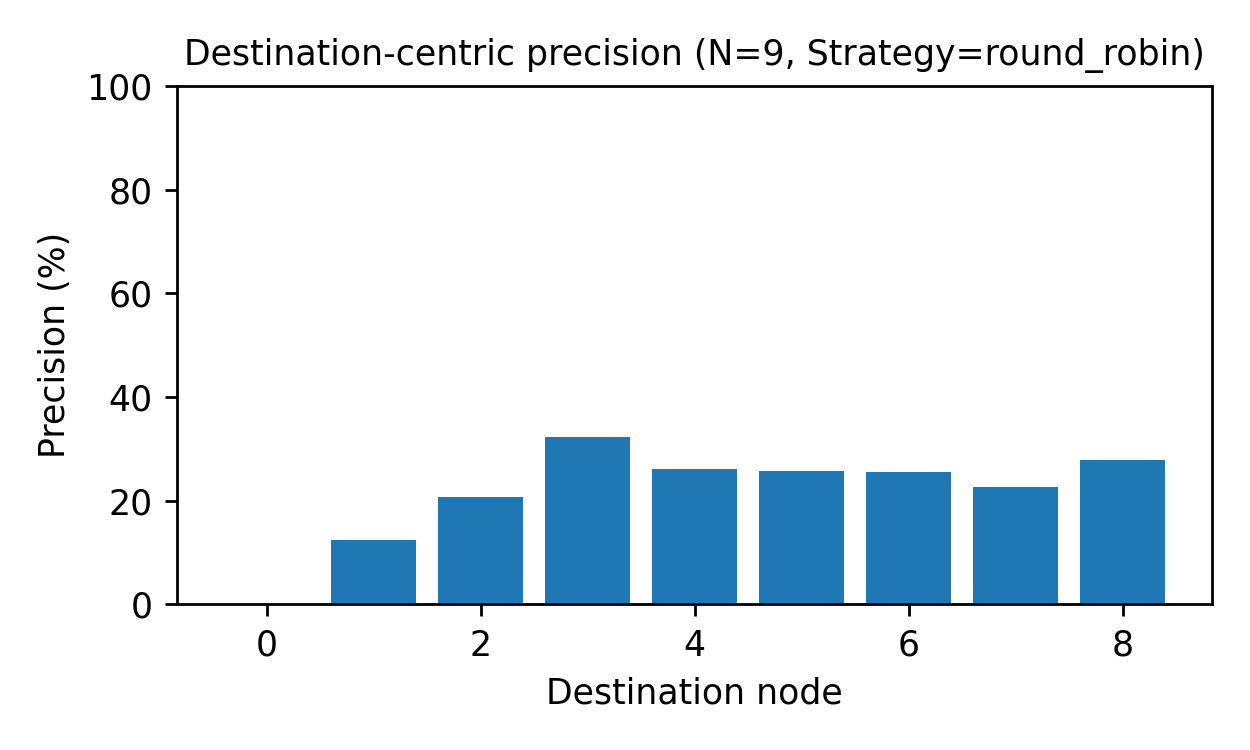 Destination-centric precision (N=9, Strategy=round_robin)
100
80
60
40
20
0
Precision (%)
0 2 4 6 8
Destination node